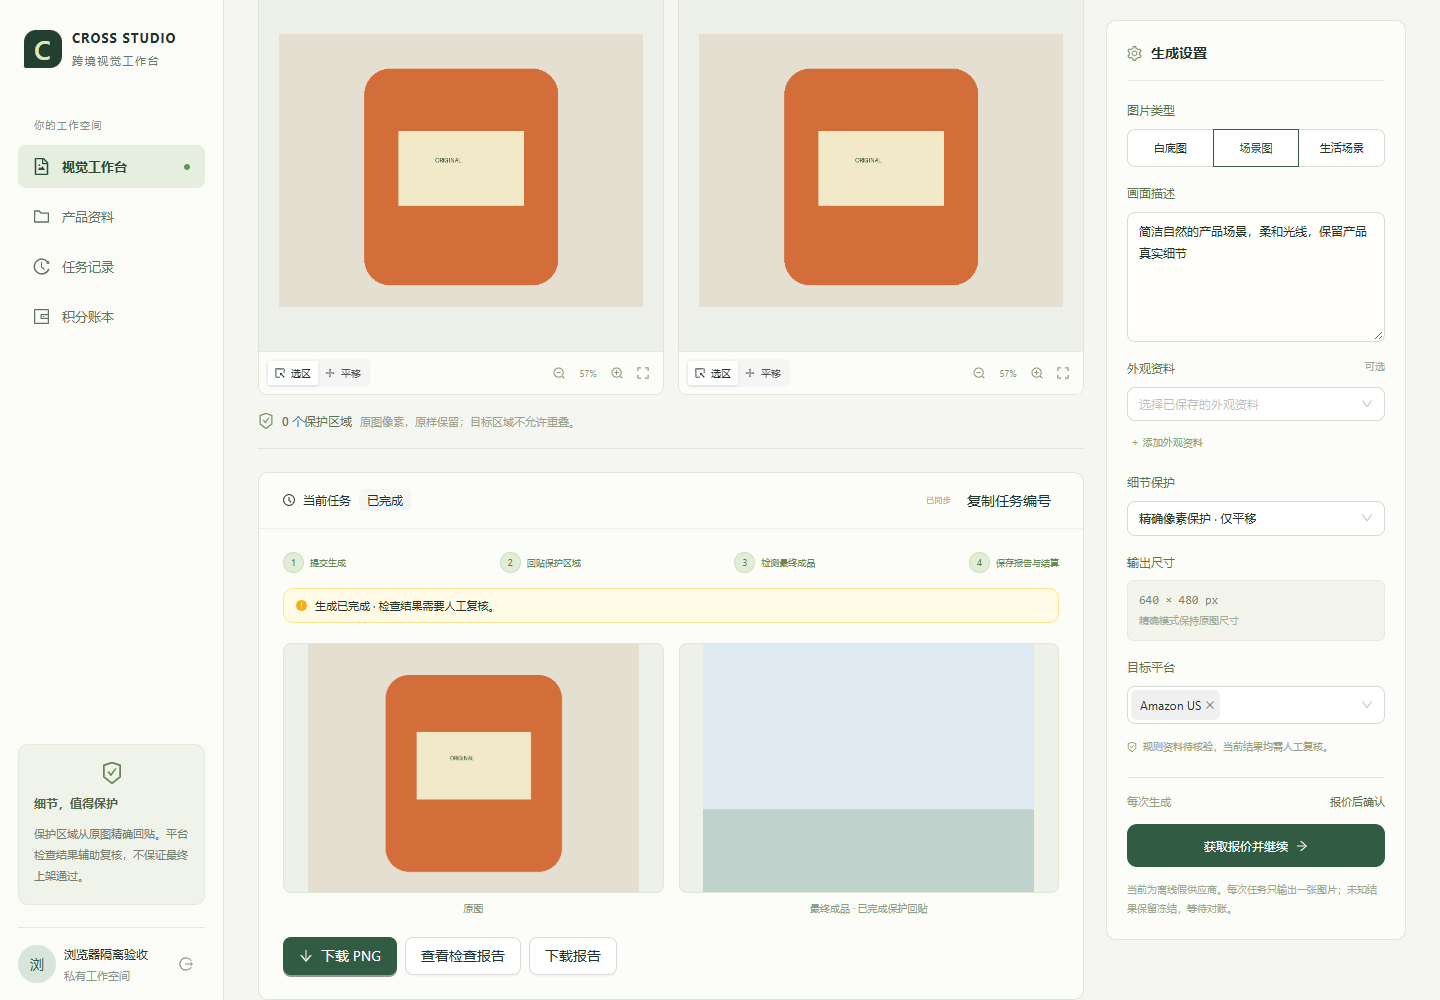 C
CROSS STUDIO
跨境视觉工作台
你的工作空间
视觉工作台
产品资料
任务记录
积分账本
细节，值得保护
保护区域从原图精确回贴。平台
检查结果辅助复核，不保证最终
上架通过。
浏
浏览器隔离验收
私有工作空间
ORIGINAL
选区
平移
57%
ORIGINAL
选区
平移
57%
0 个保护区域 原图像素，原样保留；目标区域不允许重叠。
当前任务 已完成
已同步
复制任务编号
1 提交生成
2 回贴保护区域
3 检测最终成品
4 保存报告与结算
生成已完成 · 检查结果需要人工复核。
ORIGINAL
原图
最终成品 · 已完成保护回贴
下载 PNG
查看检查报告
下载报告
生成设置
图片类型
白底图
场景图
生活场景
画面描述
简洁自然的产品场景，柔和光线，保留产品
真实细节
外观资料
可选
选择已保存的外观资料
+ 添加外观资料
细节保护
精确像素保护 · 仅平移
输出尺寸
640 × 480 px
精确模式保持原图尺寸
目标平台
Amazon US
规则资料待核验，当前结果均需人工复核。
每次生成
报价后确认
获取报价并继续
当前为离线假供应商。每次任务只输出一张图片；未知结
果保留冻结，等待对账。